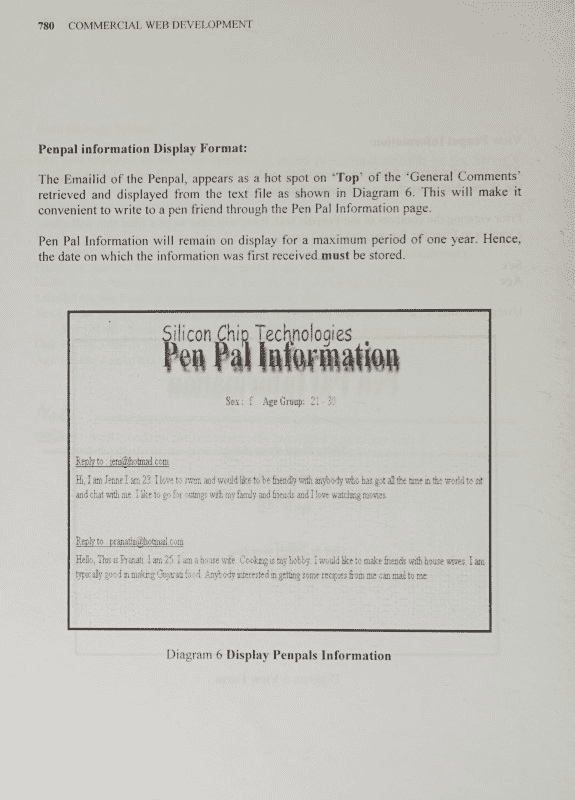 780 COMMERCIAL WEB DEVELOPMENT
Penpal information Display Format:
The Emailid of the Penpal, appears as a hot spot on 'Top' of the 'General Comments'
retrieved and displayed from the text file as shown in Diagram 6. This will make it
convenient to write to a pen friend through the Pen Pal Information page.
Pen Pal Information will remain on display for a maximum period of one year. Hence,
the date on which the information was first received must be stored.
Silicon Chip Technologies
Pen Pal Information
Sex: f Age Group: 21 - 30
Reply to : jens@hotmail.com
Hi, I am Jenne I am 23. I love to swim and would like to be friendly with anybody who has got all the time in the world to sit
and chat with me. I like to go for outings with my family and friends and I love watching movies.
Reply to : pranati@hotmail.com
Hello, This is Pranati. I am 25. I am a house wife. Cooking is my hobby. I would like to make friends with house wives. I am
typically good in making Gujarati food. Anybody interested in getting some recipes from me can mail to me.
Diagram 6 Display Penpals Information